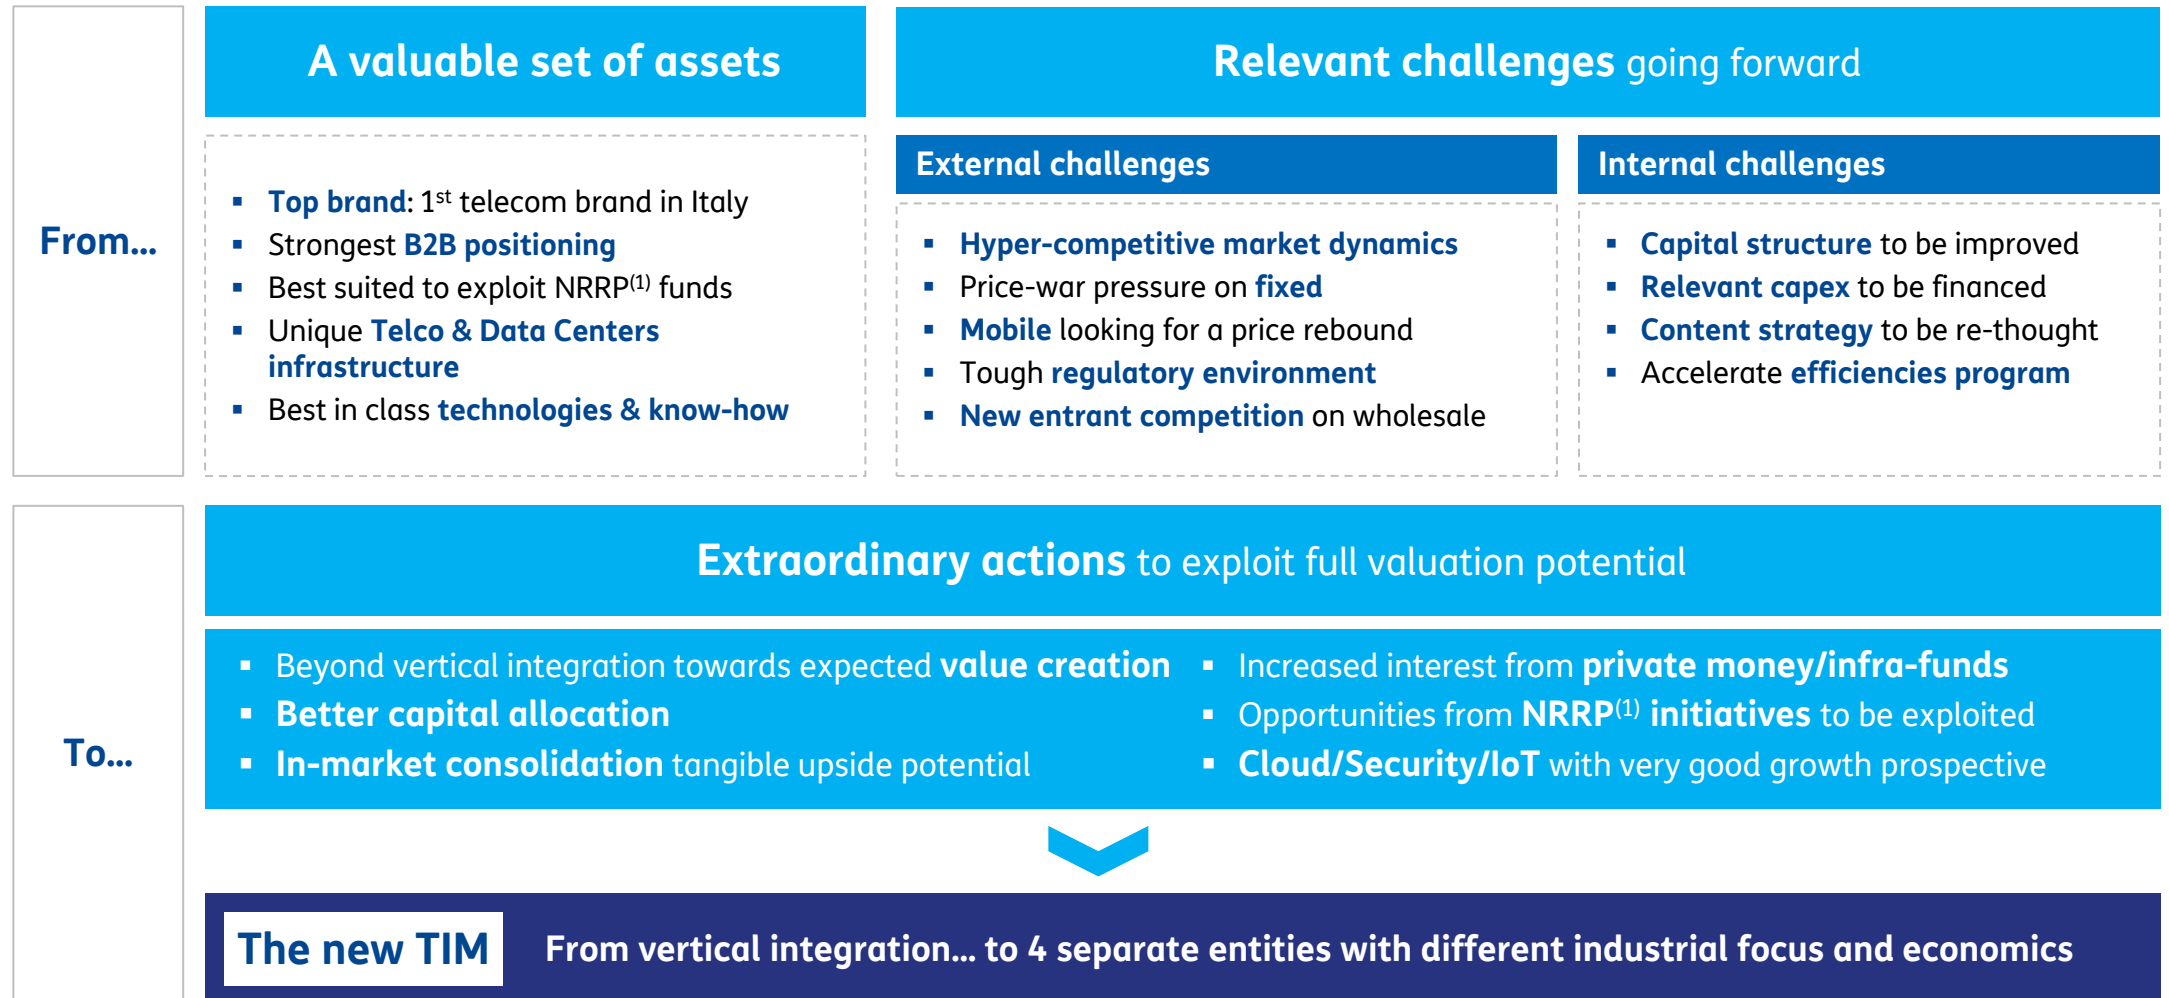 From...
A valuable set of assets
▪ Top brand: 1st telecom brand in Italy
▪ Strongest B2B positioning
▪ Best suited to exploit NRRP(1) funds
▪ Unique Telco & Data Centers
infrastructure
▪ Best in class technologies & know-how
Relevant challenges going forward
External challenges
▪ Hyper-competitive market dynamics
▪ Price-war pressure on fixed
▪ Mobile looking for a price rebound
▪ Tough regulatory environment
▪ New entrant competition on wholesale
Internal challenges
▪ Capital structure to be improved
▪ Relevant capex to be financed
▪ Content strategy to be re-thought
▪ Accelerate efficiencies program
To...
Extraordinary actions to exploit full valuation potential
▪ Beyond vertical integration towards expected value creation
▪ Better capital allocation
▪ In-market consolidation tangible upside potential
▪ Increased interest from private money/infra-funds
▪ Opportunities from NRRP(1) initiatives to be exploited
▪ Cloud/Security/IoT with very good growth prospective
The new TIM
From vertical integration... to 4 separate entities with different industrial focus and economics